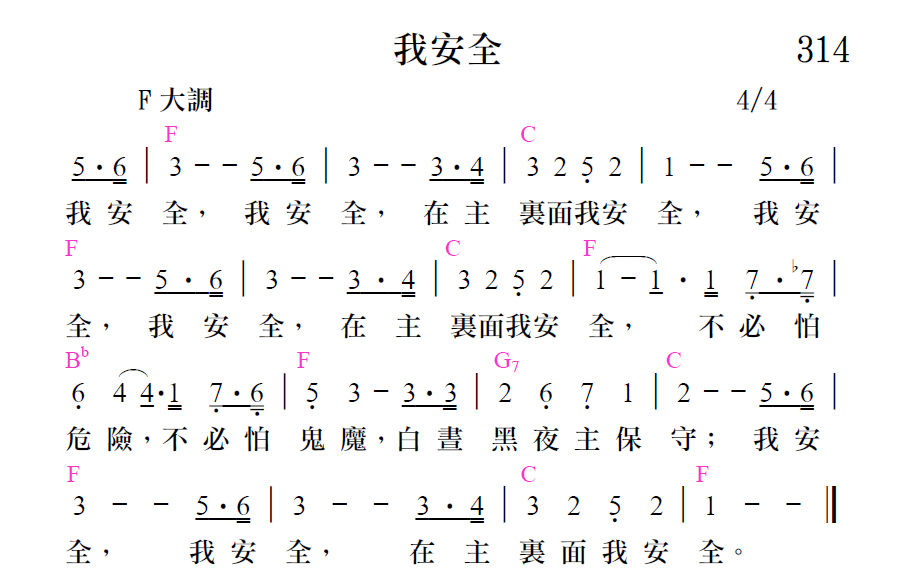 我安全 314
F 大調 4/4
F C
5·6 | 3 - - 5·6 | 3 - - 3·4 | 3 2 5̣ 2 | 1 - - 5·6 |
我安 全， 我安 全， 在主 裏面我安 全， 我安
F C F
3 - - 5·6 | 3 - - 3·4 | 3 2 5̣ 2 | 1 - 1·1 7̣·♭7̣ |
全， 我安 全， 在主 裏面我安 全， 不必怕
B♭ F G7 C
6̣ 4 4·1 7̣·6̣ | 5̣ 3 - 3·3 | 2 6̣ 7̣ 1 | 2 - - 5·6 |
危險，不必怕 鬼魔，白晝 黑夜主保 守； 我安
F C F
3 - - 5·6 | 3 - - 3·4 | 3 2 5̣ 2 | 1 - - ‖
全， 我安 全， 在主 裏面我安 全。